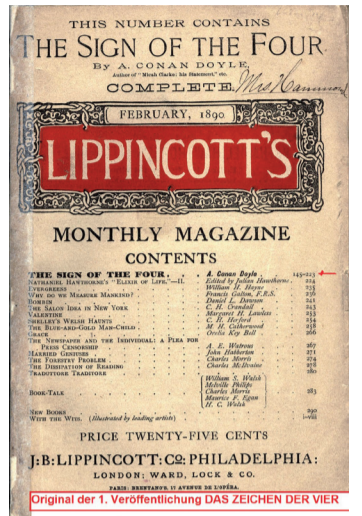 THIS NUMBER CONTAINS
THE SIGN OF THE FOUR
By A. CONAN DOYLE,
Author of "Micah Clarke: his Statement," etc.
COMPLETE.
Mrs Hammond
FEBRUARY, 1890
LIPPINCOTT'S
MONTHLY MAGAZINE
CONTENTS
THE SIGN OF THE FOUR . . . A. Conan Doyle . 145-223
NATHANIEL HAWTHORNE'S "ELIXIR OF LIFE."—II. Edited by Julian Hawthorne . 224
EVERGREENS William H. Hayne 235
WHY DO WE MEASURE MANKIND? Francis Galton, F.R.S. 236
Daniel L. Dawson 241
THE SALON IDEA IN NEW YORK C. H. Crandall 243
VALENTINE Margaret H. Lawless 253
SHELLEY'S WELSH HAUNTS C. H. Herford 254
THE BLUE-AND-GOLD MAN-CHILD M. H. Catherwood 258
GRACE Orelia Key Bell 266
THE NEWSPAPER AND THE INDIVIDUAL: A PLEA FOR
PRESS CENSORSHIP A. E. Watrous 267
MARRIED GENIUSES John Habberton 271
THE FORESTRY PROBLEM Charles Morris 274
THE DISSIPATION OF READING Charles McIlvaine 278
TRADUTTORE TRADITORE 280
BOOK-TALK
William S. Walsh
Melville Philips
Charles Morris 283
Maurice F. Egan
H. C. Walsh
NEW BOOKS 290
WITH THE WITS. (Illustrated by leading artists) i-viii
PRICE TWENTY-FIVE CENTS
J:B:LIPPINCOTT:CO: PHILADELPHIA:
LONDON: WARD, LOCK & CO.
PARIS: BRENTANO'S, 17 AVENUE DE L'OPÉRA.
Original der 1. Veröffentlichung DAS ZEICHEN DER VIER